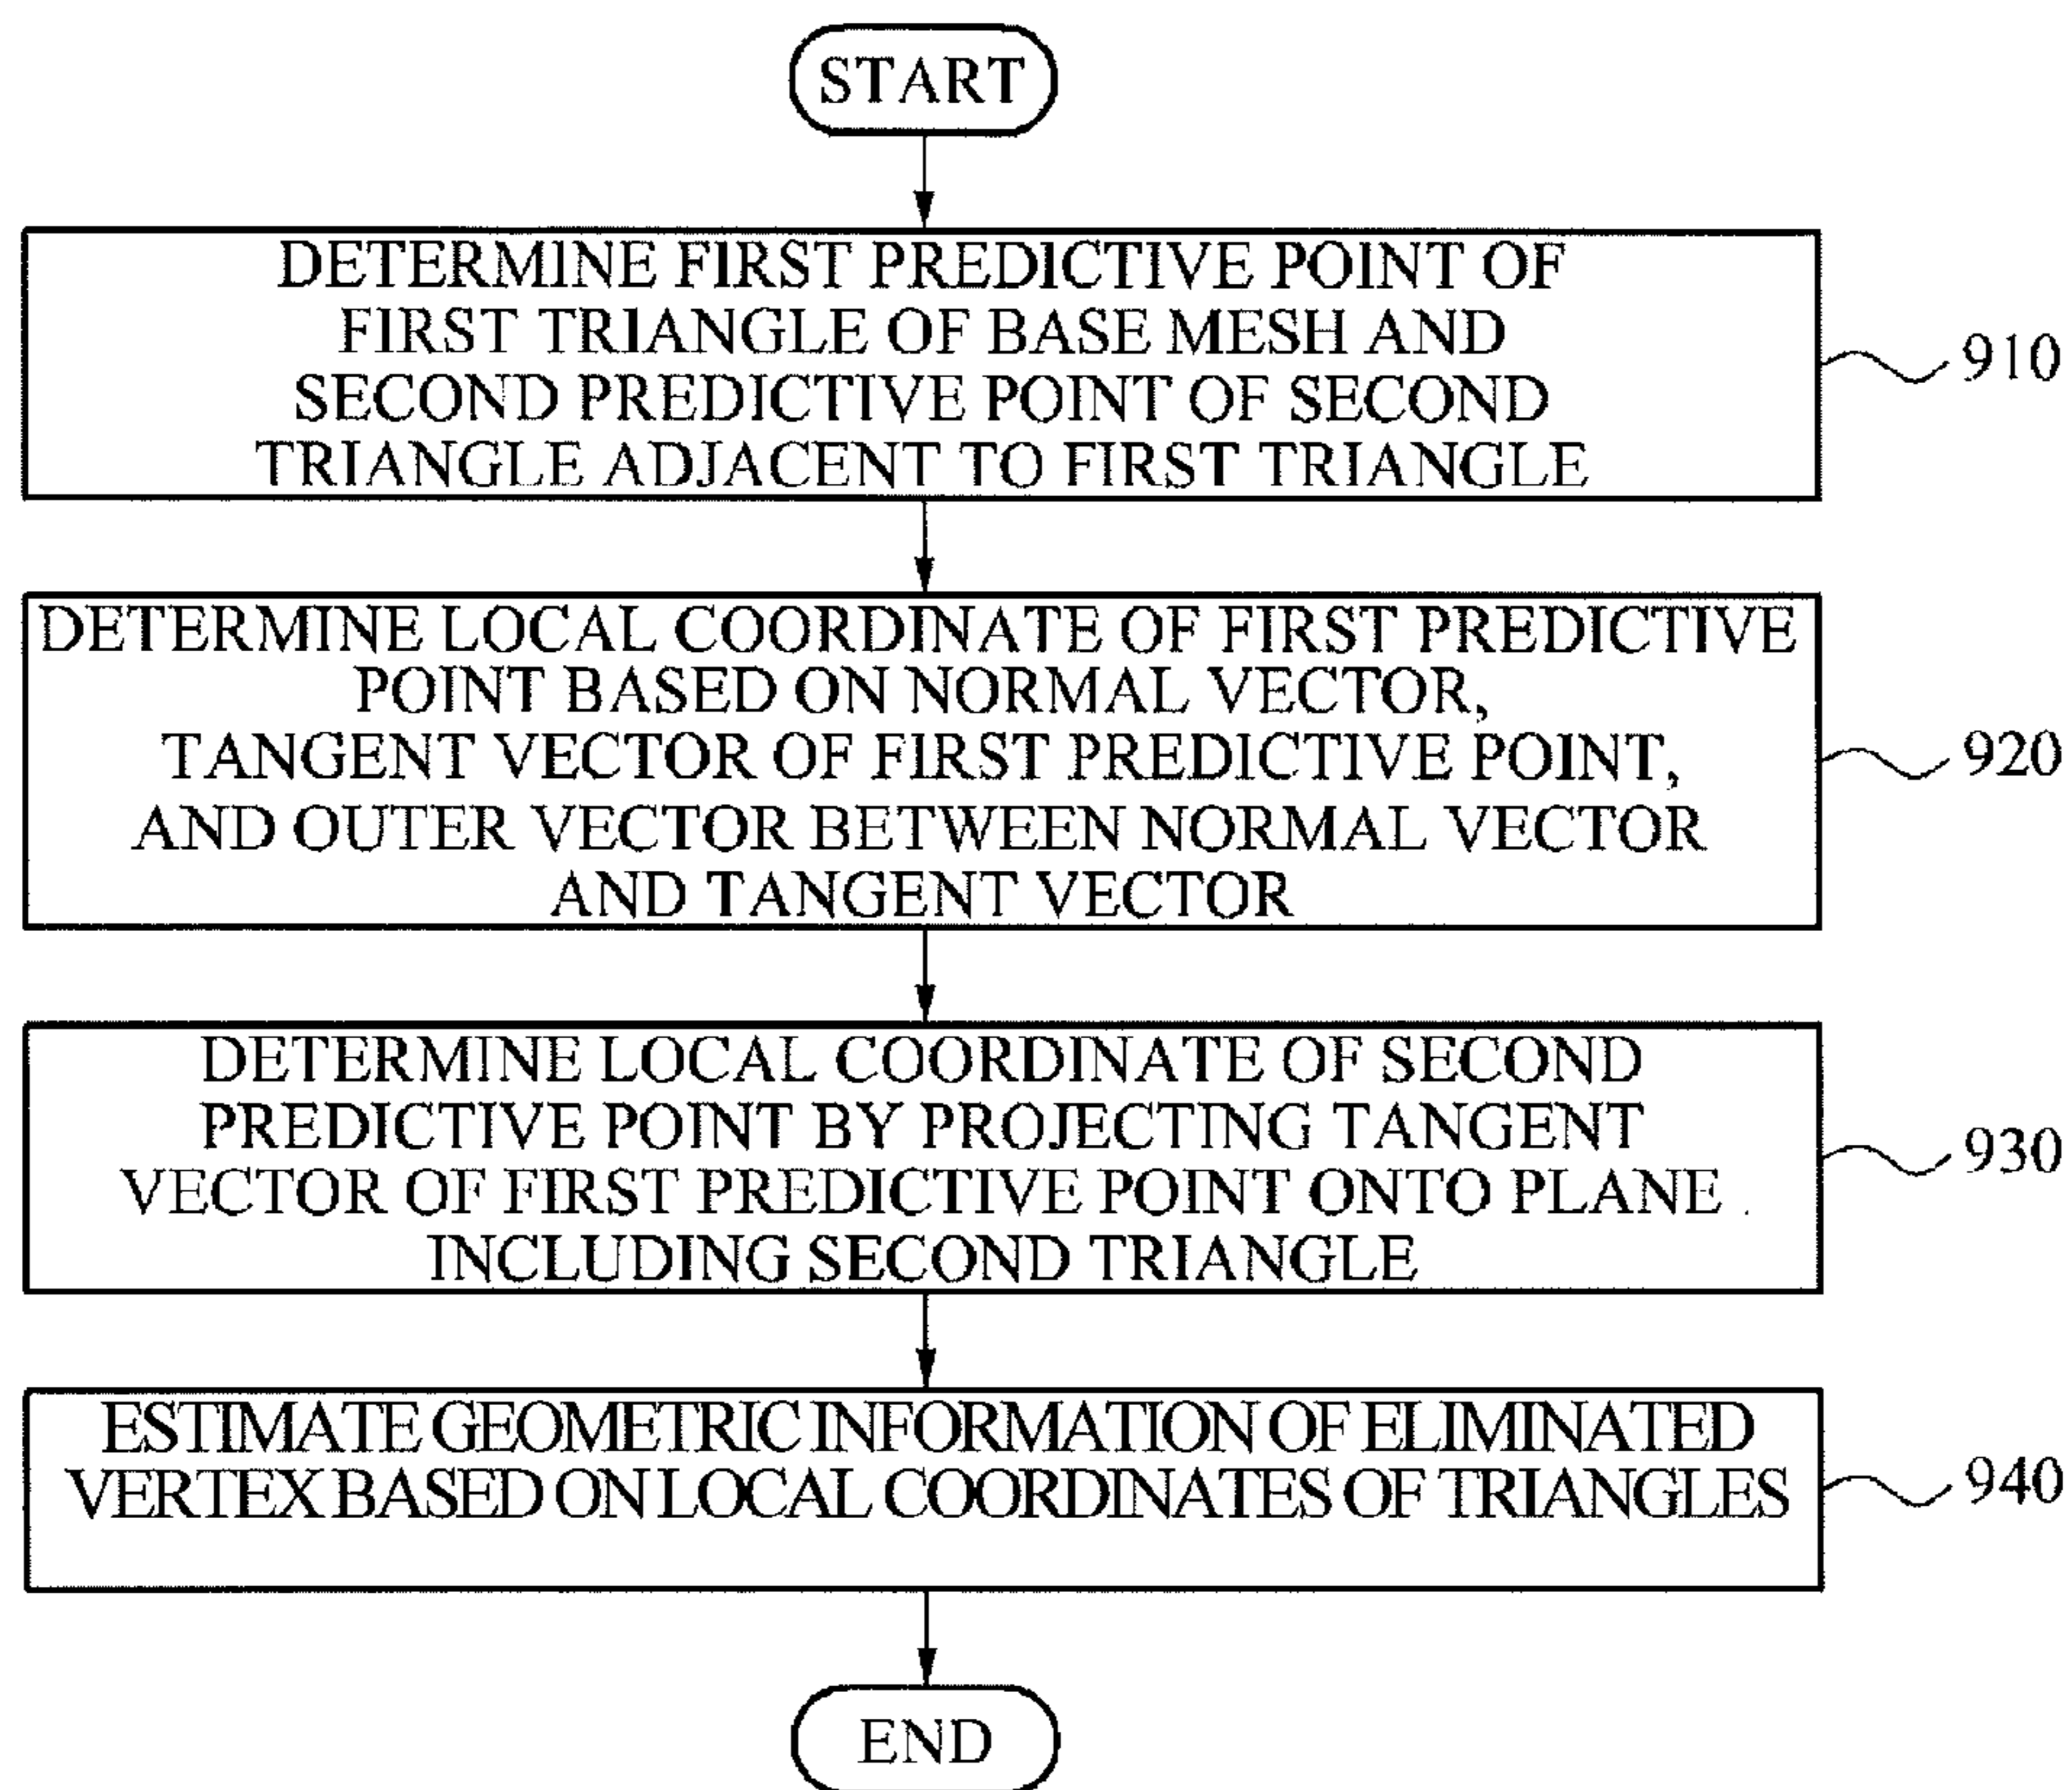 START
DETERMINE FIRST PREDICTIVE POINT OF
FIRST TRIANGLE OF BASE MESH AND
SECOND PREDICTIVE POINT OF SECOND
TRIANGLE ADJACENT TO FIRST TRIANGLE
910
DETERMINE LOCAL COORDINATE OF FIRST PREDICTIVE
POINT BASED ON NORMAL VECTOR,
TANGENT VECTOR OF FIRST PREDICTIVE POINT,
AND OUTER VECTOR BETWEEN NORMAL VECTOR
AND TANGENT VECTOR
920
DETERMINE LOCAL COORDINATE OF SECOND
PREDICTIVE POINT BY PROJECTING TANGENT
VECTOR OF FIRST PREDICTIVE POINT ONTO PLANE
INCLUDING SECOND TRIANGLE
930
ESTIMATE GEOMETRIC INFORMATION OF ELIMINATED
VERTEX BASED ON LOCAL COORDINATES OF TRIANGLES
940
END